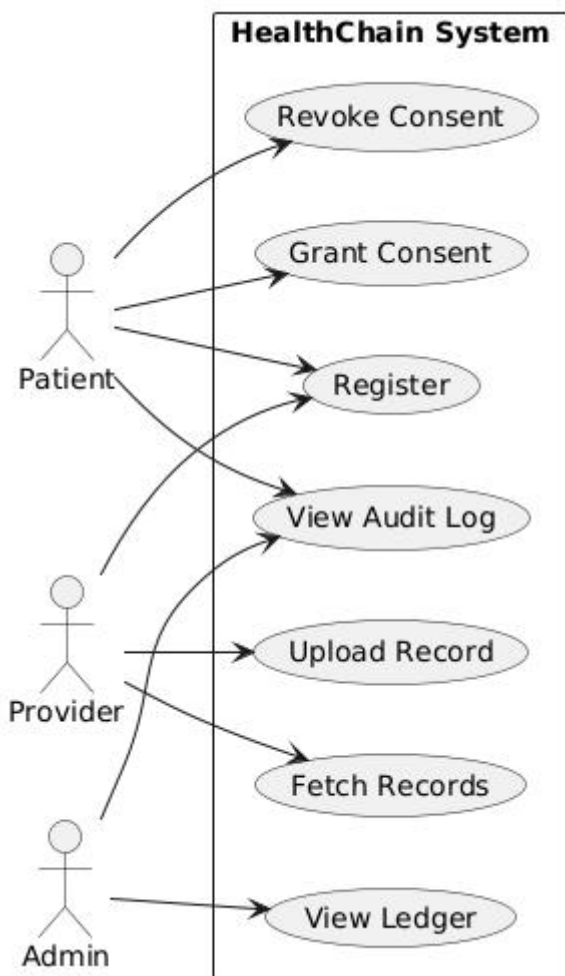 HealthChain System
Revoke Consent
Grant Consent
Patient
Register
View Audit Log
Upload Record
Provider
Fetch Records
View Ledger
Admin